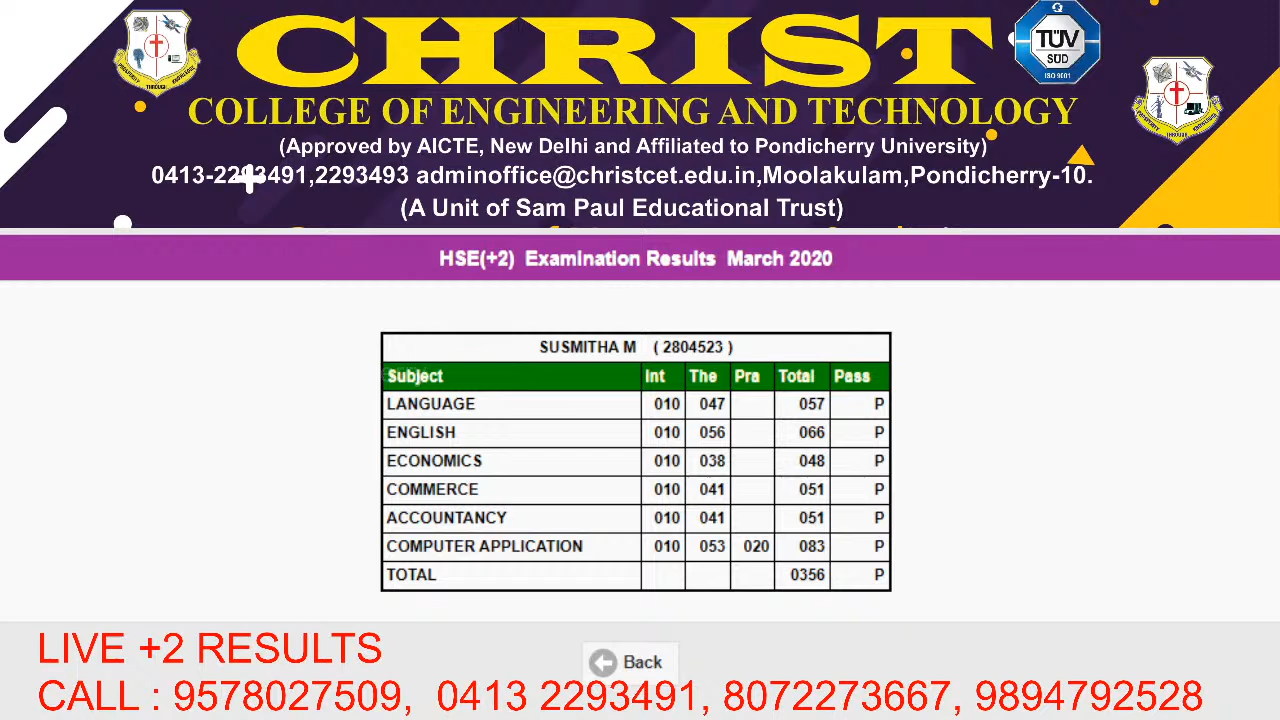 CHRIST
TÜV
SÜD
ISO 9001
COLLEGE OF ENGINEERING AND TECHNOLOGY
(Approved by AICTE, New Delhi and Affiliated to Pondicherry University)
0413-2293491,2293493 adminoffice@christcet.edu.in,Moolakulam,Pondicherry-10.
(A Unit of Sam Paul Educational Trust)
HSE(+2) Examination Results March 2020
SUSMITHA M ( 2804523 )
Subject Int The Pra Total Pass
LANGUAGE 010 047 057 P
ENGLISH 010 056 066 P
ECONOMICS 010 038 048 P
COMMERCE 010 041 051 P
ACCOUNTANCY 010 041 051 P
COMPUTER APPLICATION 010 053 020 083 P
TOTAL 0356 P
Back
LIVE +2 RESULTS
CALL : 9578027509, 0413 2293491, 8072273667, 9894792528